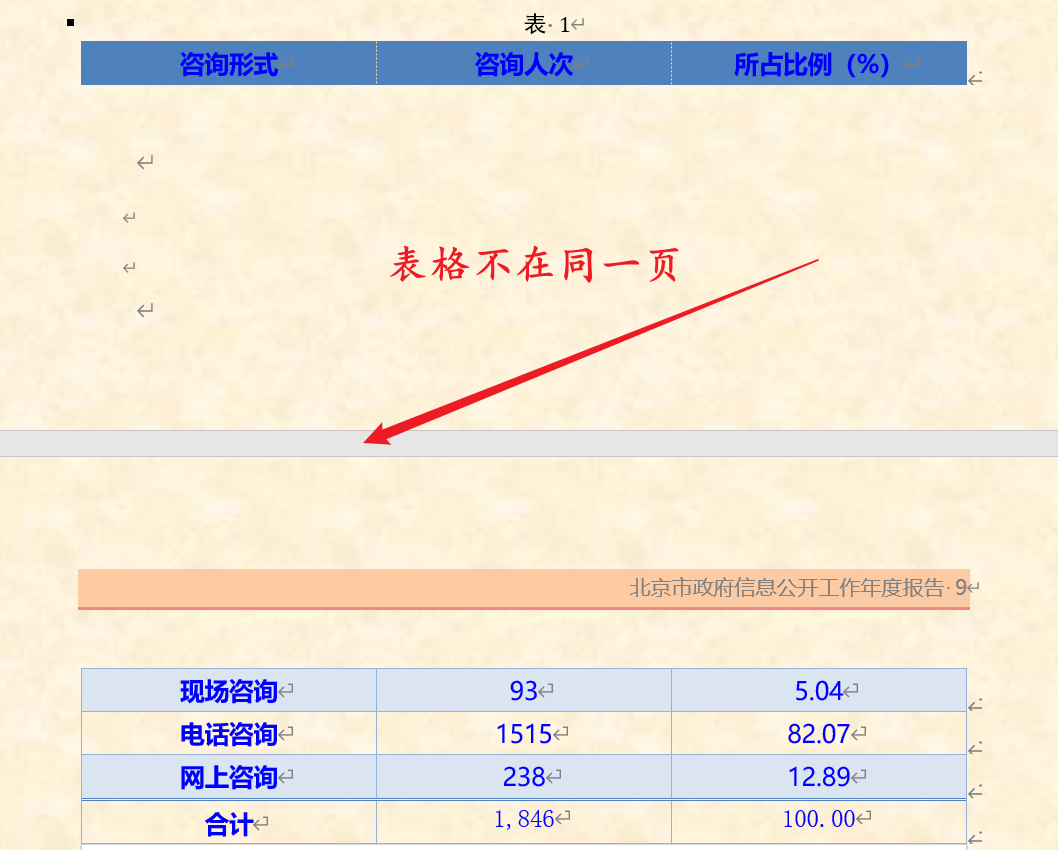 表 1
咨询形式 咨询人次 所占比例（%）
表格不在同一页
北京市政府信息公开工作年度报告 9
现场咨询 93 5.04
电话咨询 1515 82.07
网上咨询 238 12.89
合计 1,846 100.00